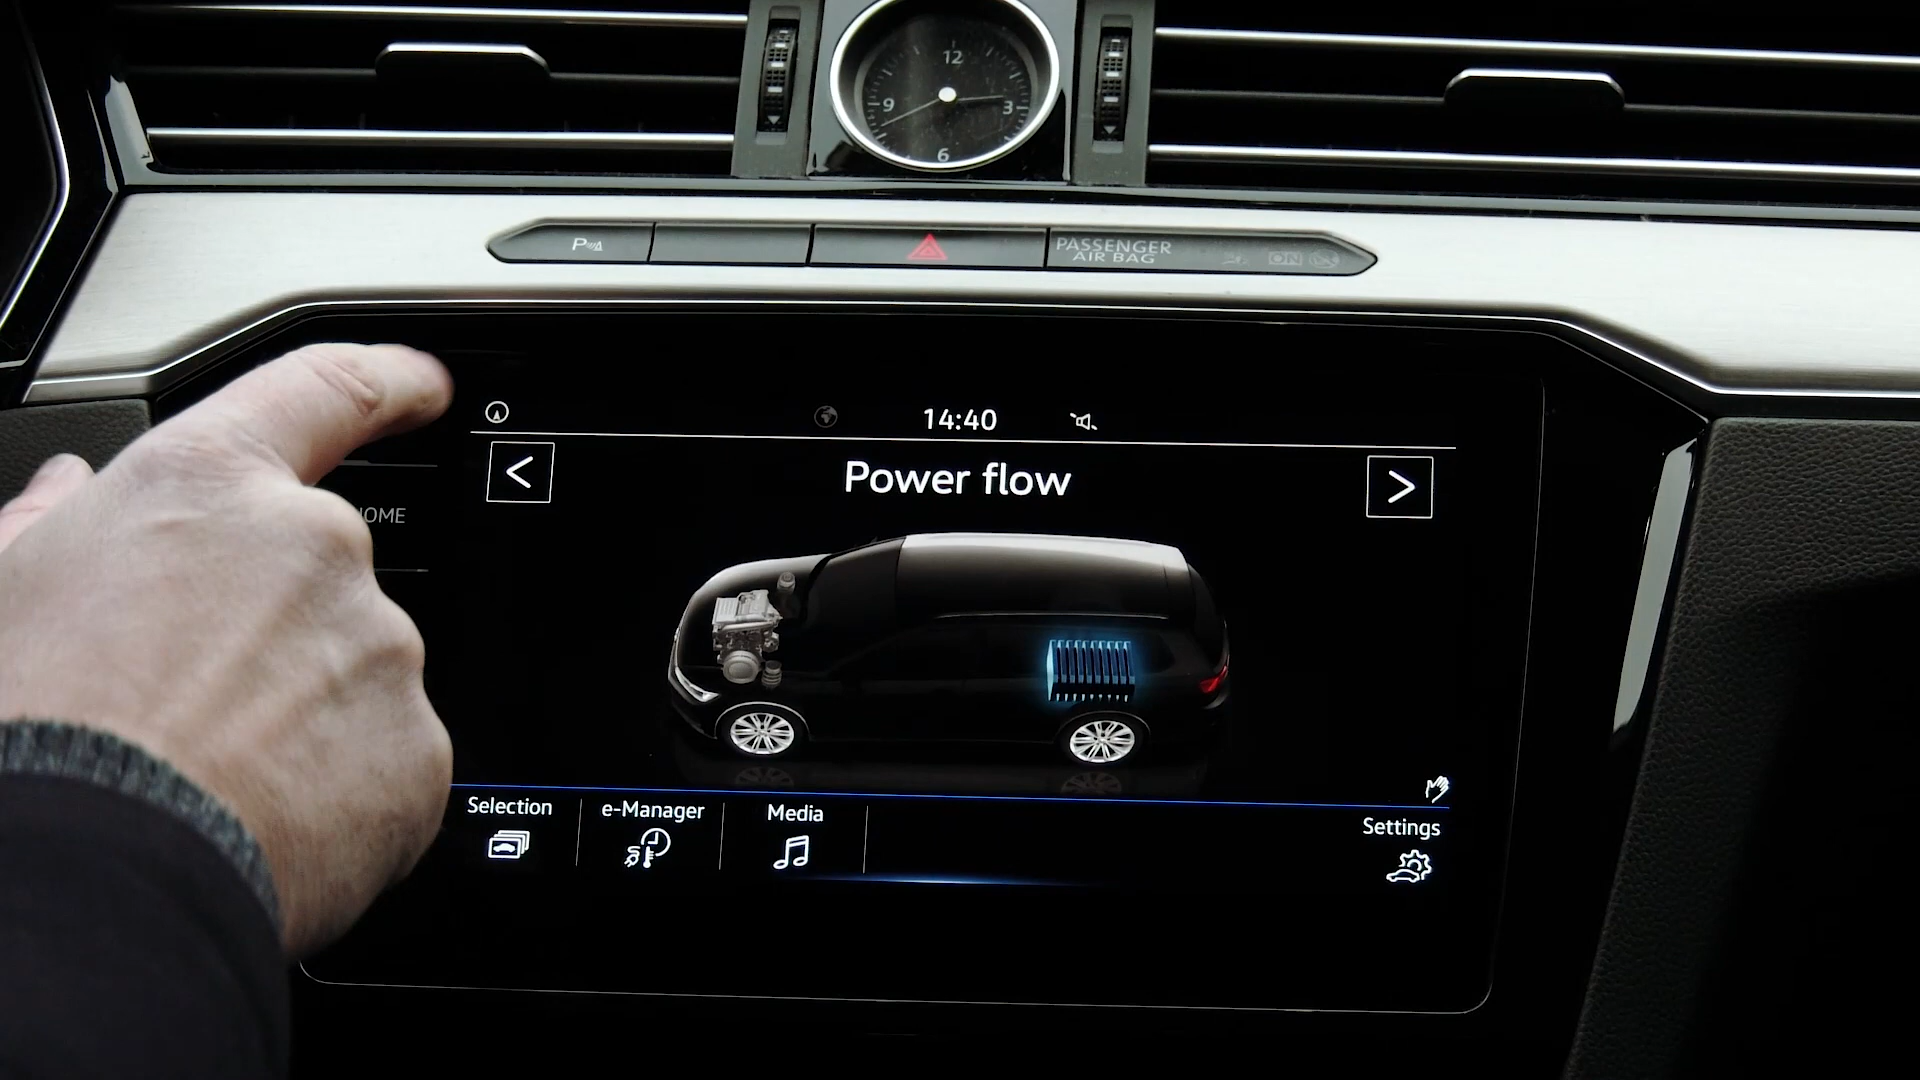 12
9
3
6
P
PASSENGER
AIR BAG
ON
14:40
< Power flow >
HOME
Selection
e-Manager
Media
Settings